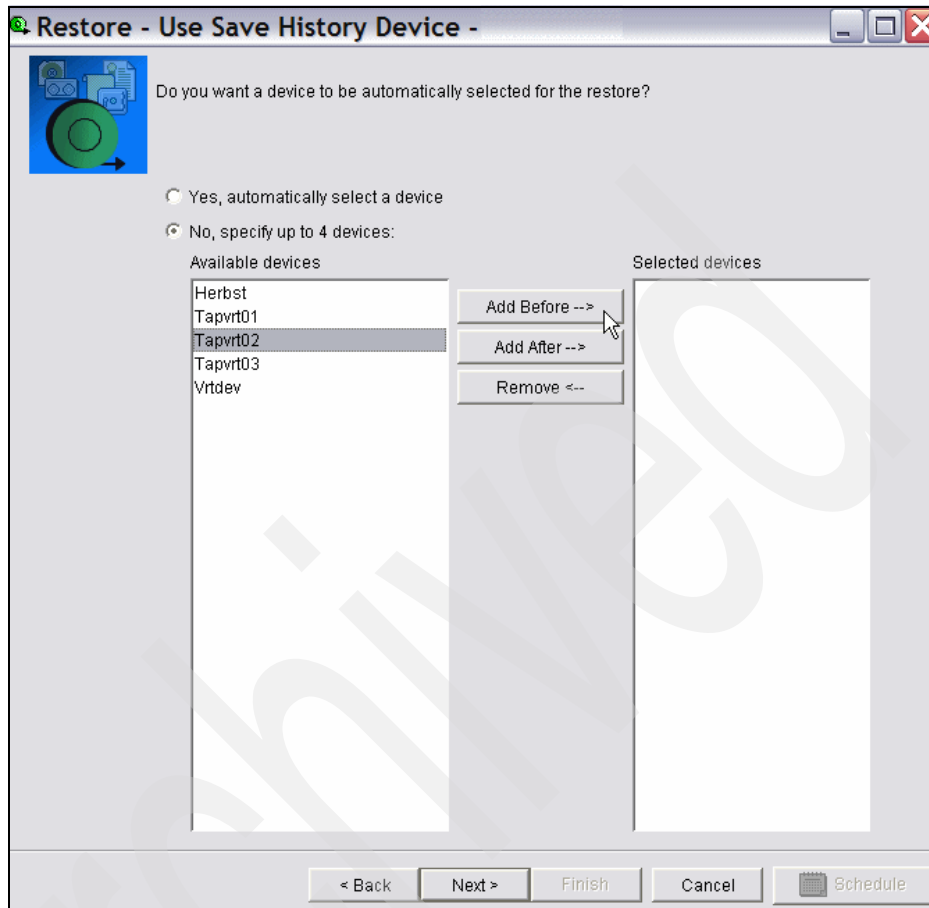 Restore - Use Save History Device -
Do you want a device to be automatically selected for the restore?
Yes, automatically select a device
No, specify up to 4 devices:
Available devices
Selected devices
Herbst
Tapvrt01
Tapvrt02
Tapvrt03
Vrtdev
Add Before -->
Add After -->
Remove <--
< Back
Next >
Finish
Cancel
Schedule